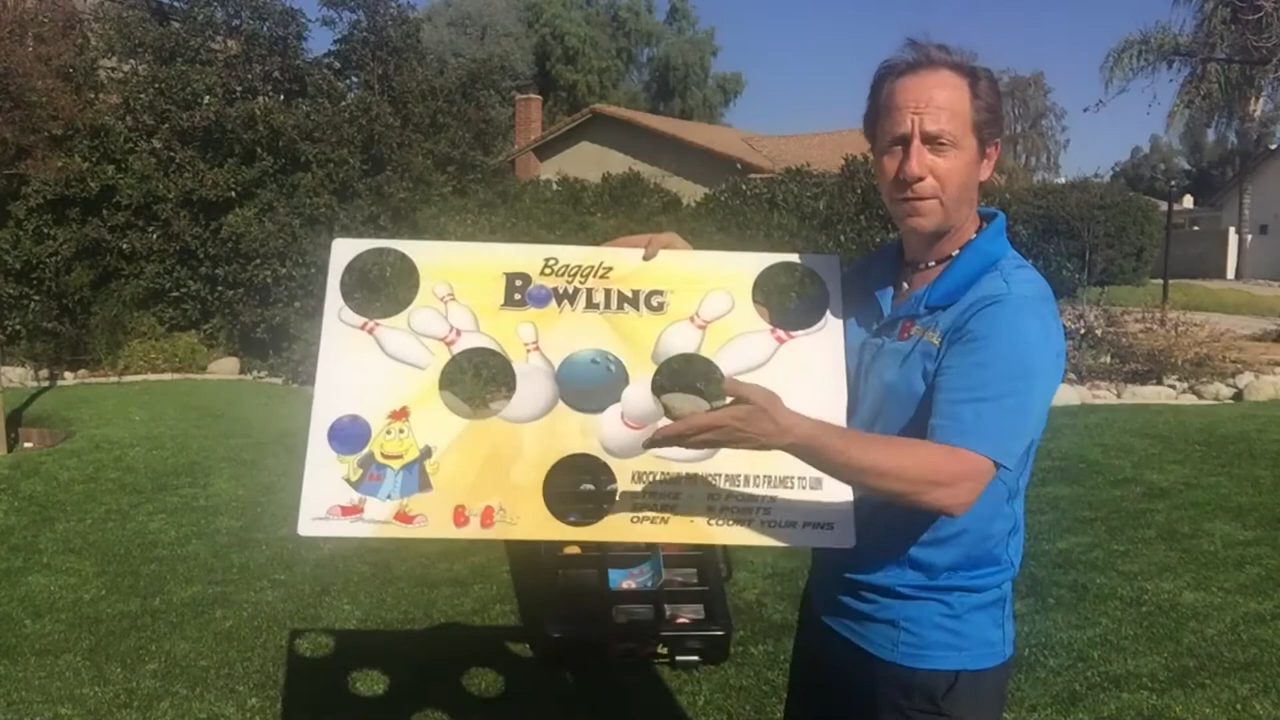 Bagglz
BOWLING
KNOCK DOWN THE MOST PINS IN 10 FRAMES TO WIN
STRIKE - 10 POINTS
SPARE - 5 POINTS
OPEN - COUNT YOUR PINS